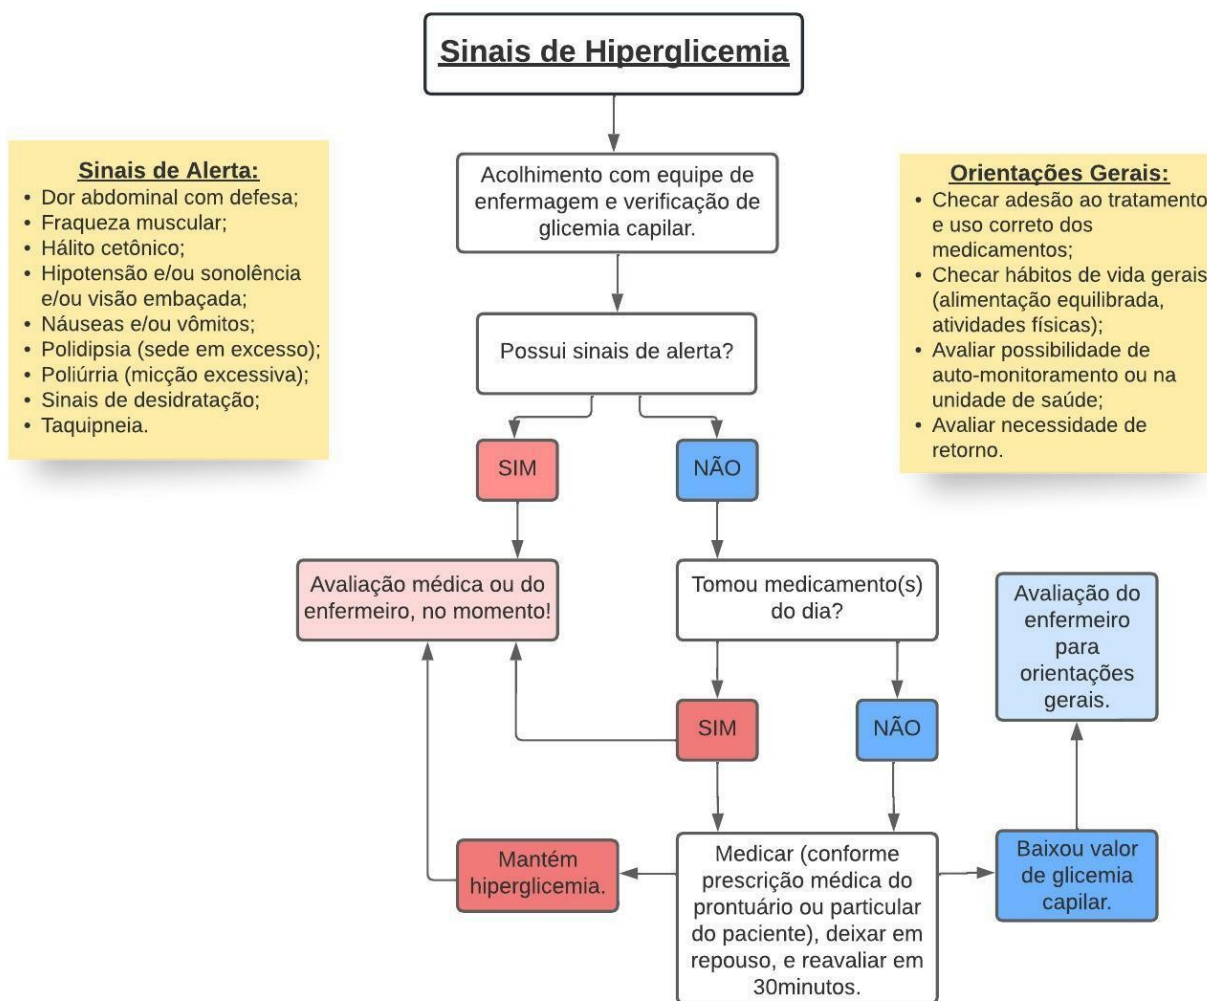 Sinais de Hiperglicemia
Sinais de Alerta:
• Dor abdominal com defesa;
• Fraqueza muscular;
• Hálito cetônico;
• Hipotensão e/ou sonolência
e/ou visão embaçada;
• Náuseas e/ou vômitos;
• Polidipsia (sede em excesso);
• Poliúrria (micção excessiva);
• Sinais de desidratação;
• Taquipneia.
Acolhimento com equipe de
enfermagem e verificação de
glicemia capilar.
Orientações Gerais:
• Checar adesão ao tratamento
e uso correto dos
medicamentos;
• Checar hábitos de vida gerais
(alimentação equilibrada,
atividades físicas);
• Avaliar possibilidade de
auto-monitoramento ou na
unidade de saúde;
• Avaliar necessidade de
retorno.
Possui sinais de alerta?
SIM
NÃO
Avaliação médica ou do
enfermeiro, no momento!
Tomou medicamento(s)
do dia?
Avaliação do
enfermeiro
para
orientações
gerais.
SIM
NÃO
Mantém
hiperglicemia.
Medicar (conforme
prescrição médica do
prontuário ou particular
do paciente), deixar em
repouso, e reavaliar em
30minutos.
Baixou valor
de glicemia
capilar.